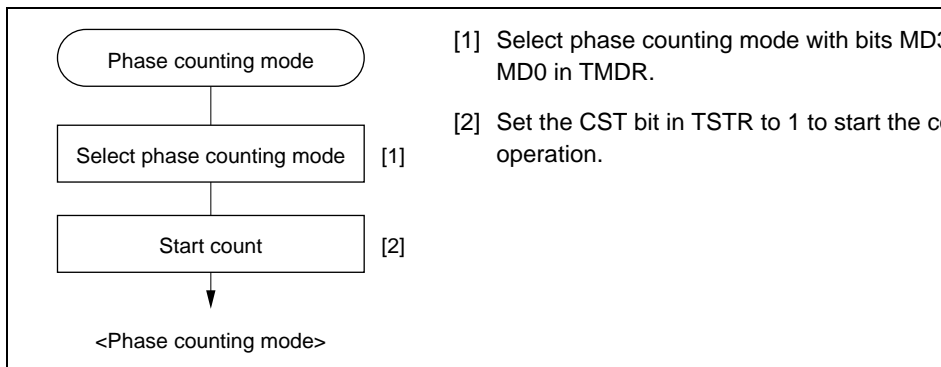 Phase counting mode
Select phase counting mode [1]
Start count [2]
<Phase counting mode>
[1] Select phase counting mode with bits MD3
MD0 in TMDR.
[2] Set the CST bit in TSTR to 1 to start the
operation.